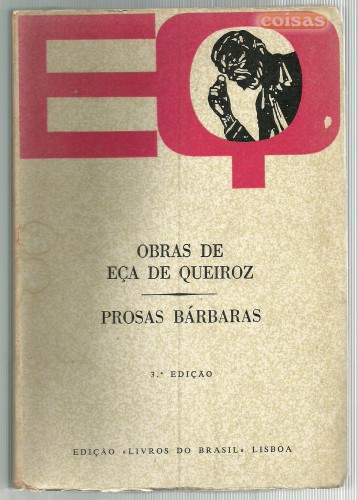 coisas
EQ
OBRAS DE
EÇA DE QUEIROZ
PROSAS BÁRBARAS
3.ª EDIÇÃO
EDIÇÃO «LIVROS DO BRASIL» LISBOA